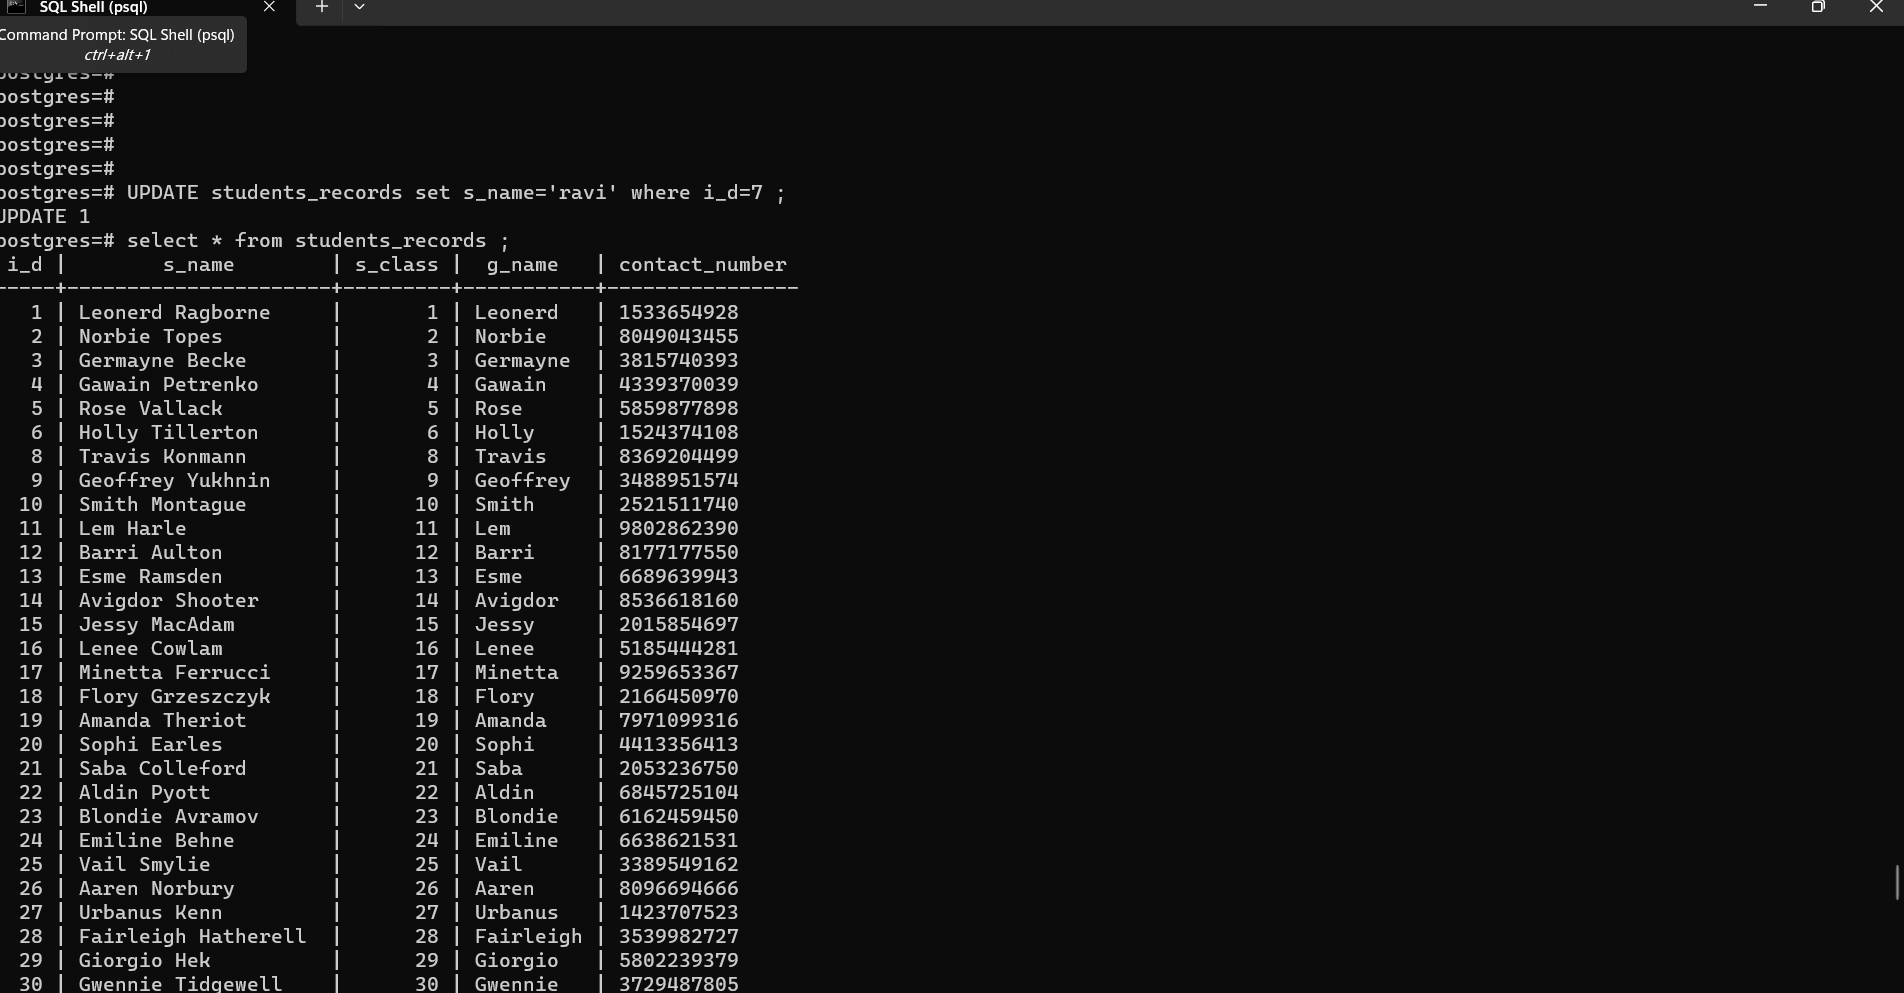 SQL Shell (psql)
Command Prompt: SQL Shell (psql)
ctrl+alt+1
postgres=#
postgres=#
postgres=#
postgres=#
postgres=#
postgres=# UPDATE students_records set s_name='ravi' where i_d=7 ;
UPDATE 1
postgres=# select * from students_records ;
i_d | s_name | s_class | g_name | contact_number
-----+----------------------+---------+-----------+----------------
1 | Leonerd Ragborne | 1 | Leonerd | 1533654928
2 | Norbie Topes | 2 | Norbie | 8049043455
3 | Germayne Becke | 3 | Germayne | 3815740393
4 | Gawain Petrenko | 4 | Gawain | 4339370039
5 | Rose Vallack | 5 | Rose | 5859877898
6 | Holly Tillerton | 6 | Holly | 1524374108
8 | Travis Konmann | 8 | Travis | 8369204499
9 | Geoffrey Yukhnin | 9 | Geoffrey | 3488951574
10 | Smith Montague | 10 | Smith | 2521511740
11 | Lem Harle | 11 | Lem | 9802862390
12 | Barri Aulton | 12 | Barri | 8177177550
13 | Esme Ramsden | 13 | Esme | 6689639943
14 | Avigdor Shooter | 14 | Avigdor | 8536618160
15 | Jessy MacAdam | 15 | Jessy | 2015854697
16 | Lenee Cowlam | 16 | Lenee | 5185444281
17 | Minetta Ferrucci | 17 | Minetta | 9259653367
18 | Flory Grzeszczyk | 18 | Flory | 2166450970
19 | Amanda Theriot | 19 | Amanda | 7971099316
20 | Sophi Earles | 20 | Sophi | 4413356413
21 | Saba Colleford | 21 | Saba | 2053236750
22 | Aldin Pyott | 22 | Aldin | 6845725104
23 | Blondie Avramov | 23 | Blondie | 6162459450
24 | Emiline Behne | 24 | Emiline | 6638621531
25 | Vail Smylie | 25 | Vail | 3389549162
26 | Aaren Norbury | 26 | Aaren | 8096694666
27 | Urbanus Kenn | 27 | Urbanus | 1423707523
28 | Fairleigh Hatherell | 28 | Fairleigh | 3539982727
29 | Giorgio Hek | 29 | Giorgio | 5802239379
30 | Gwennie Tidgewell | 30 | Gwennie | 3729487805